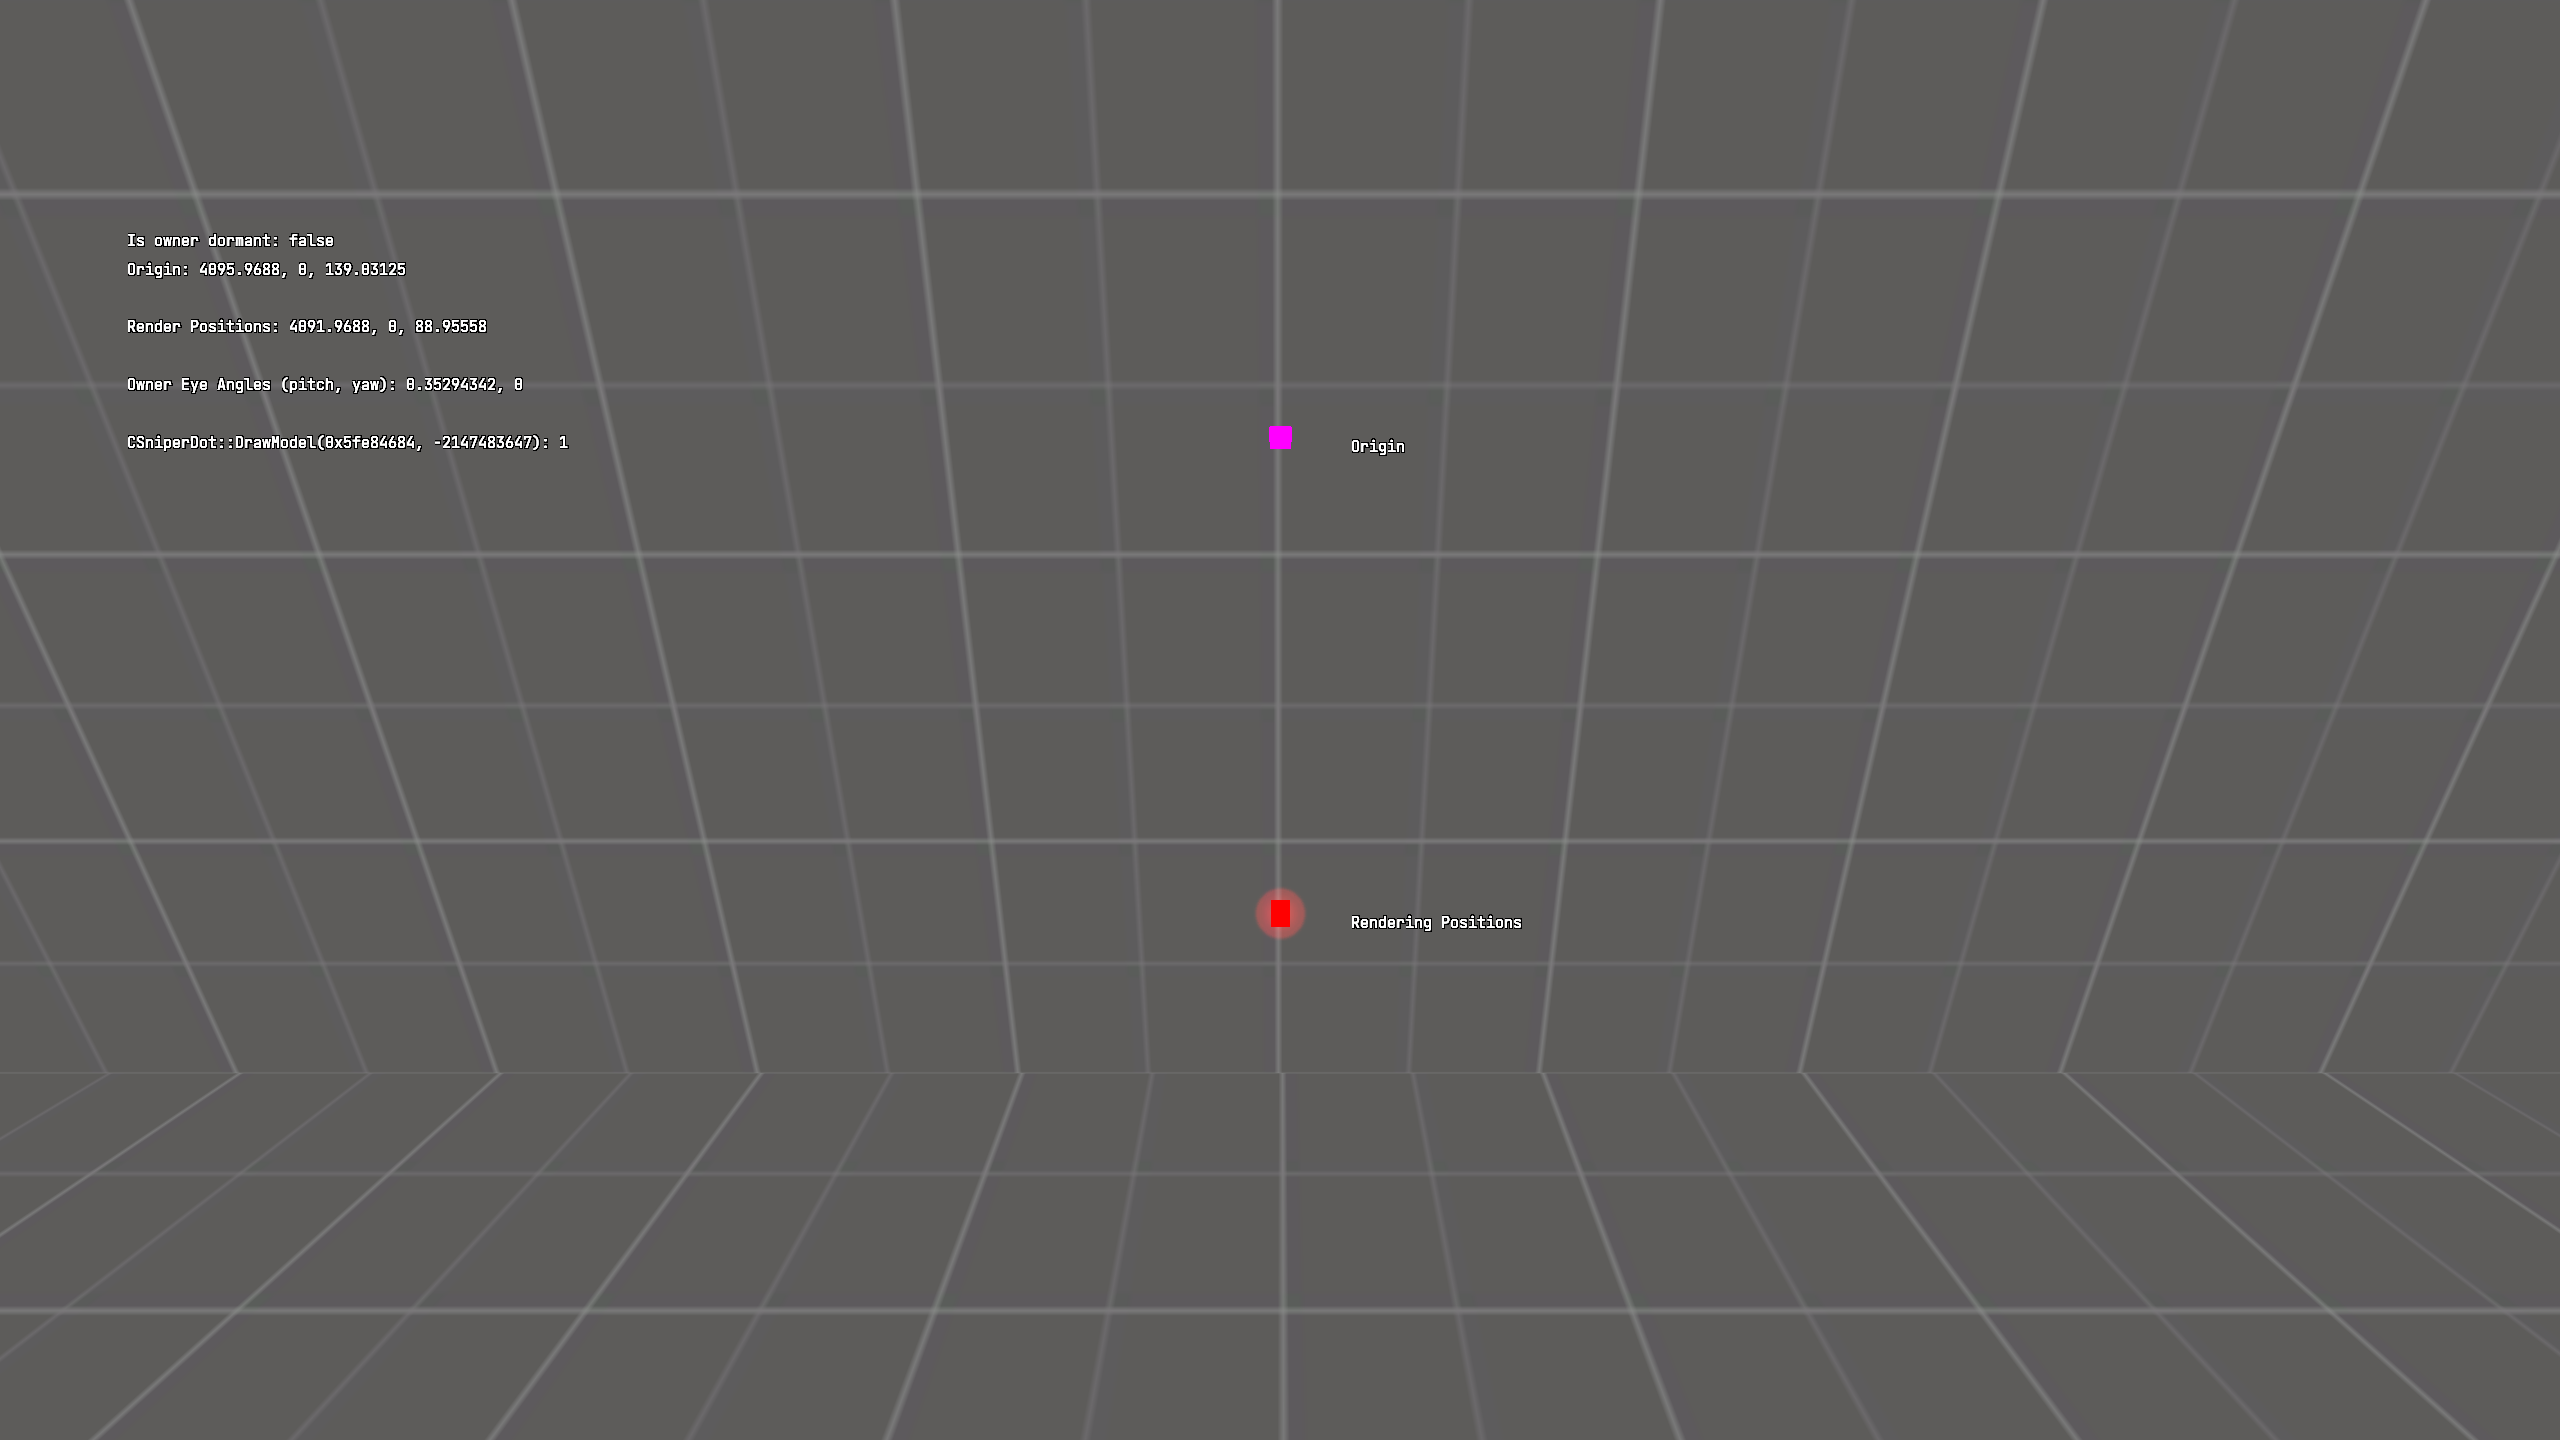 Is owner dormant: false
Origin: 4095.9688, 0, 139.03125
Render Positions: 4091.9688, 0, 88.95558
Owner Eye Angles (pitch, yaw): 0.35294342, 0
CSniperDot::DrawModel(0x5fe84684, -2147483647): 1
Origin
Rendering Positions